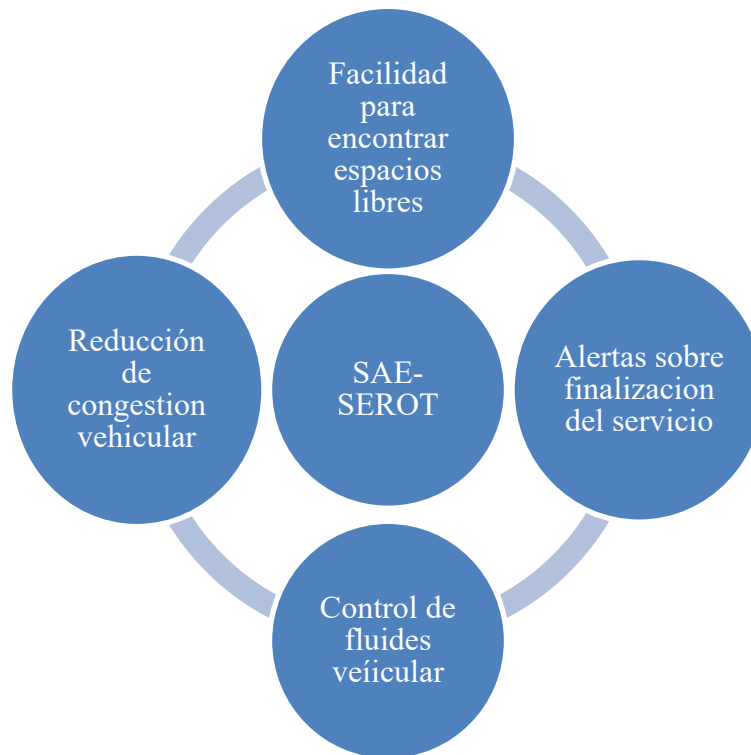 Facilidad
para
encontrar
espacios
libres
Reducción
de
congestion
vehicular
SAE-
SEROT
Alertas sobre
finalizacion
del servicio
Control de
fluides
veíicular